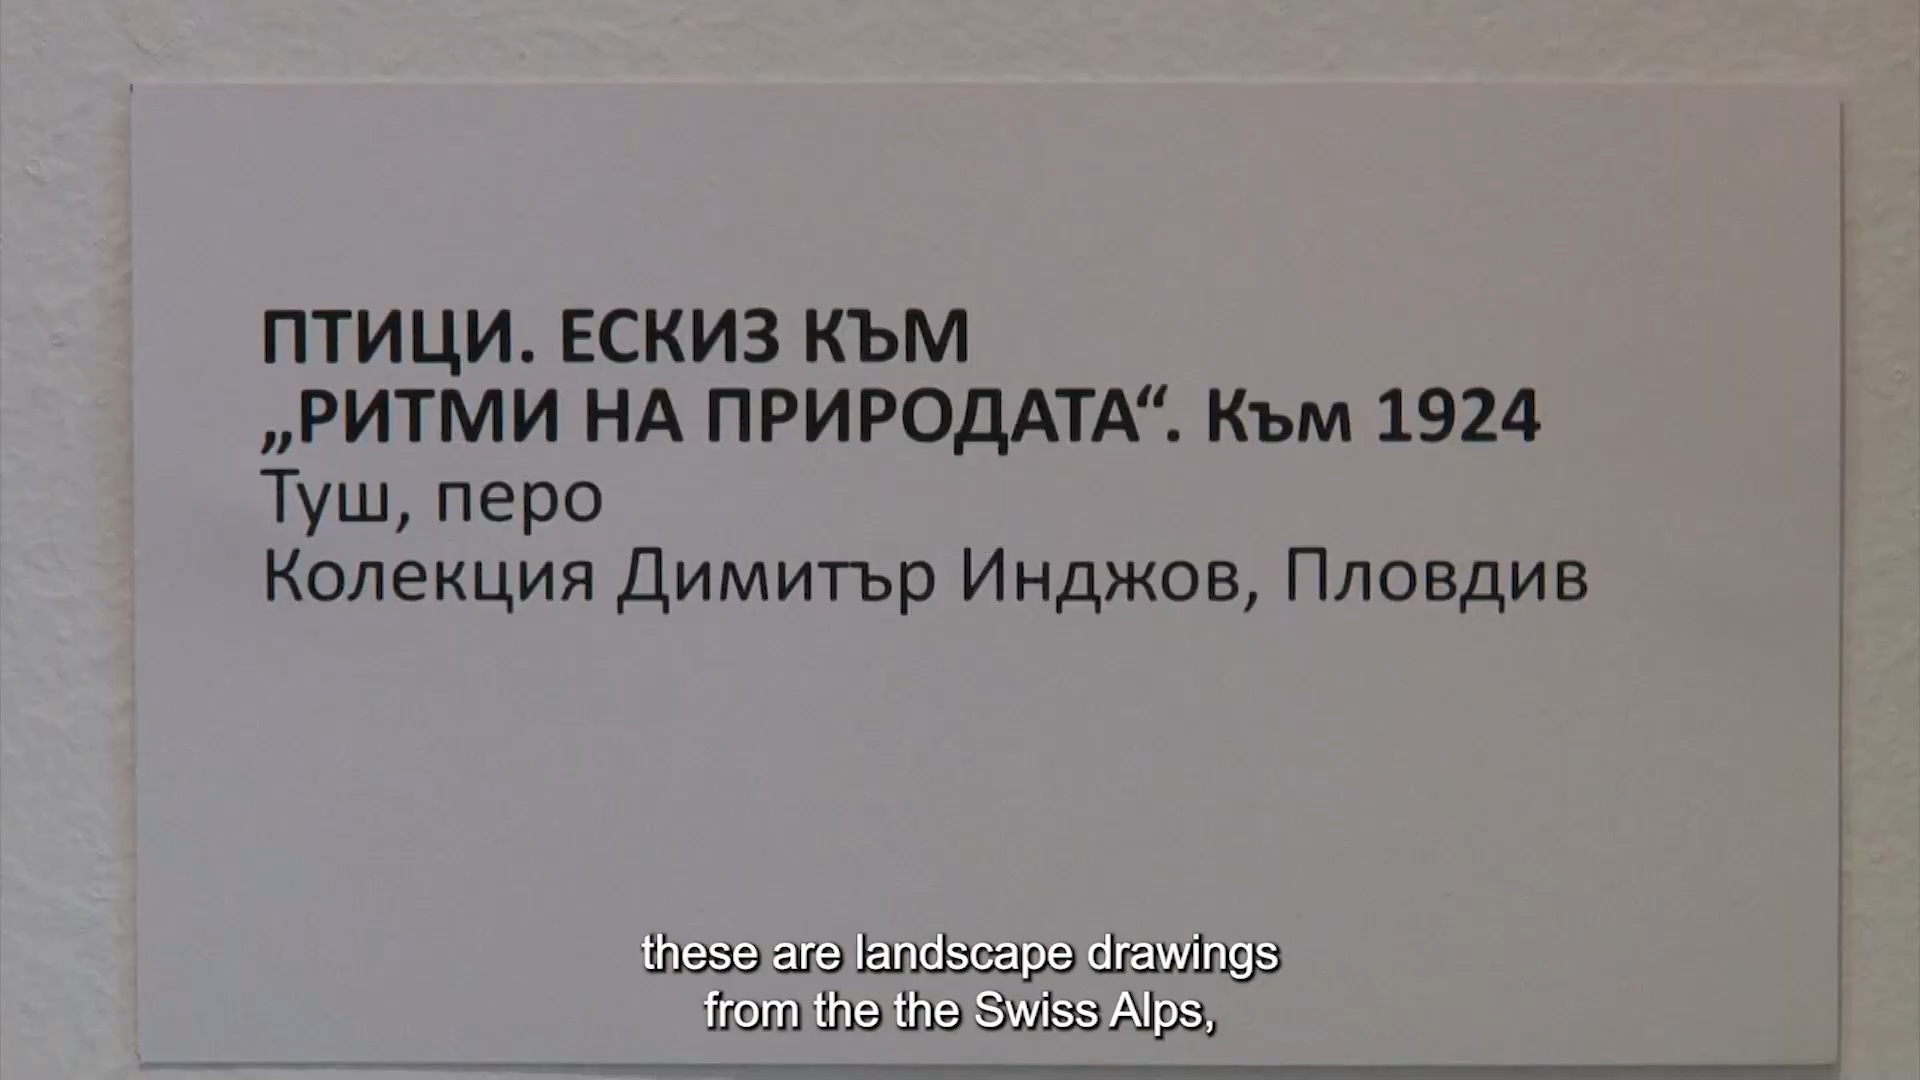 ПТИЦИ. ЕСКИЗ КЪМ
„РИТМИ НА ПРИРОДАТА“. Към 1924
Туш, перо
Колекция Димитър Инджов, Пловдив
these are landscape drawings
from the the Swiss Alps,